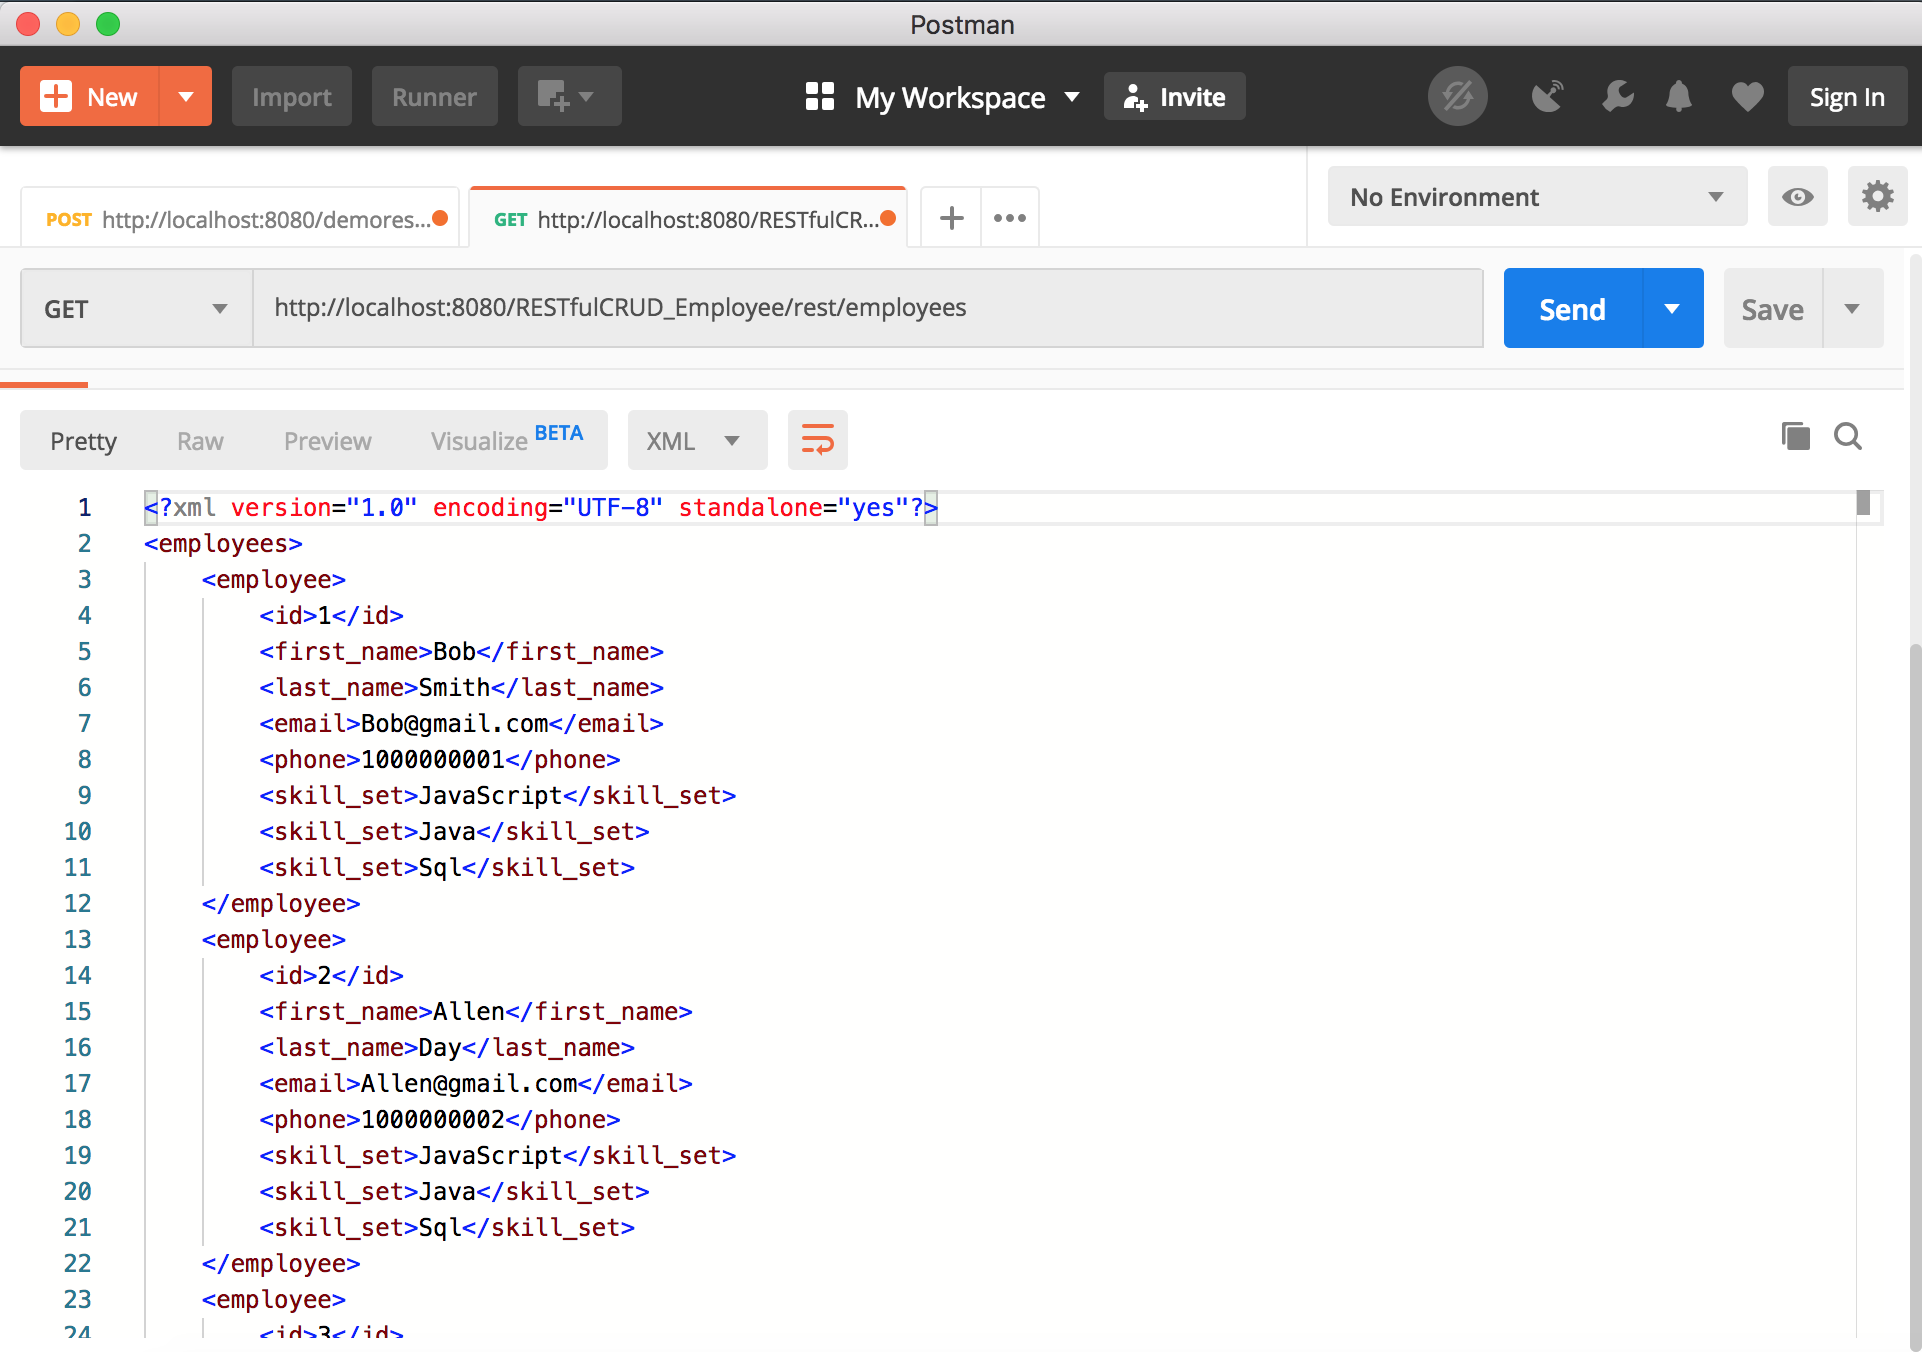 Postman
New Import Runner My Workspace Invite Sign In
POST http://localhost:8080/demores... GET http://localhost:8080/RESTfulCR... + ••• No Environment
GET http://localhost:8080/RESTfulCRUD_Employee/rest/employees Send Save
Pretty Raw Preview Visualize BETA XML
1 <?xml version="1.0" encoding="UTF-8" standalone="yes"?>
2 <employees>
3 <employee>
4 <id>1</id>
5 <first_name>Bob</first_name>
6 <last_name>Smith</last_name>
7 <email>Bob@gmail.com</email>
8 <phone>1000000001</phone>
9 <skill_set>JavaScript</skill_set>
10 <skill_set>Java</skill_set>
11 <skill_set>Sql</skill_set>
12 </employee>
13 <employee>
14 <id>2</id>
15 <first_name>Allen</first_name>
16 <last_name>Day</last_name>
17 <email>Allen@gmail.com</email>
18 <phone>1000000002</phone>
19 <skill_set>JavaScript</skill_set>
20 <skill_set>Java</skill_set>
21 <skill_set>Sql</skill_set>
22 </employee>
23 <employee>
24 <id>3</id>